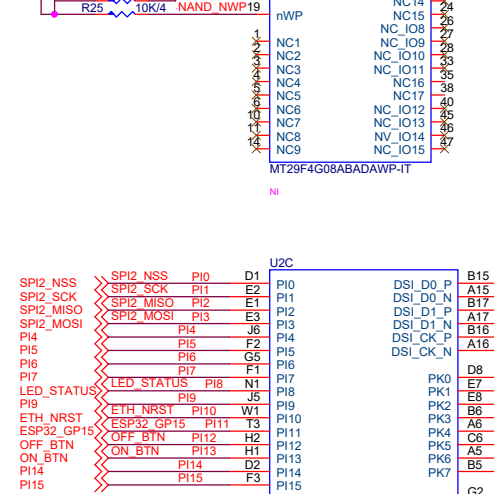 R25 10K/4 NAND_NWP 19 nWP NC14
NC15 24
NC_IO8 26
1 NC1 NC_IO9 27
2 NC2 NC_IO10 28
3 NC3 NC_IO11 33
4 NC4 NC16 35
5 NC5 NC17 38
6 NC6 NC_IO12 40
10 NC7 NC_IO13 45
11 NC8 NV_IO14 46
14 NC9 NC_IO15 47
MT29F4G08ABADAWP-IT
NI
U2C
SPI2_NSS SPI2_NSS PI0 D1 PI0 DSI_D0_P B15
SPI2_SCK SPI2_SCK PI1 E2 PI1 DSI_D0_N A15
SPI2_MISO SPI2_MISO PI2 E1 PI2 DSI_D1_P B17
SPI2_MOSI SPI2_MOSI PI3 E3 PI3 DSI_D1_N A17
PI4 PI4 J6 PI4 DSI_CK_P B16
PI5 PI5 F2 PI5 DSI_CK_N A16
PI6 PI6 G5 PI6
PI7 PI7 F1 PI7 PK0 D8
LED_STATUS LED_STATUS PI8 N1 PI8 PK1 E7
PI9 PI9 J5 PI9 PK2 E8
ETH_NRST ETH_NRST PI10 W1 PI10 PK3 B6
ESP32_GP15 ESP32_GP15 PI11 T3 PI11 PK4 A6
OFF_BTN OFF_BTN PI12 H2 PI12 PK5 C6
ON_BTN ON_BTN PI13 H1 PI13 PK6 A5
PI14 PI14 D2 PI14 PK7 B5
PI15 PI15 F3 PI15
G2